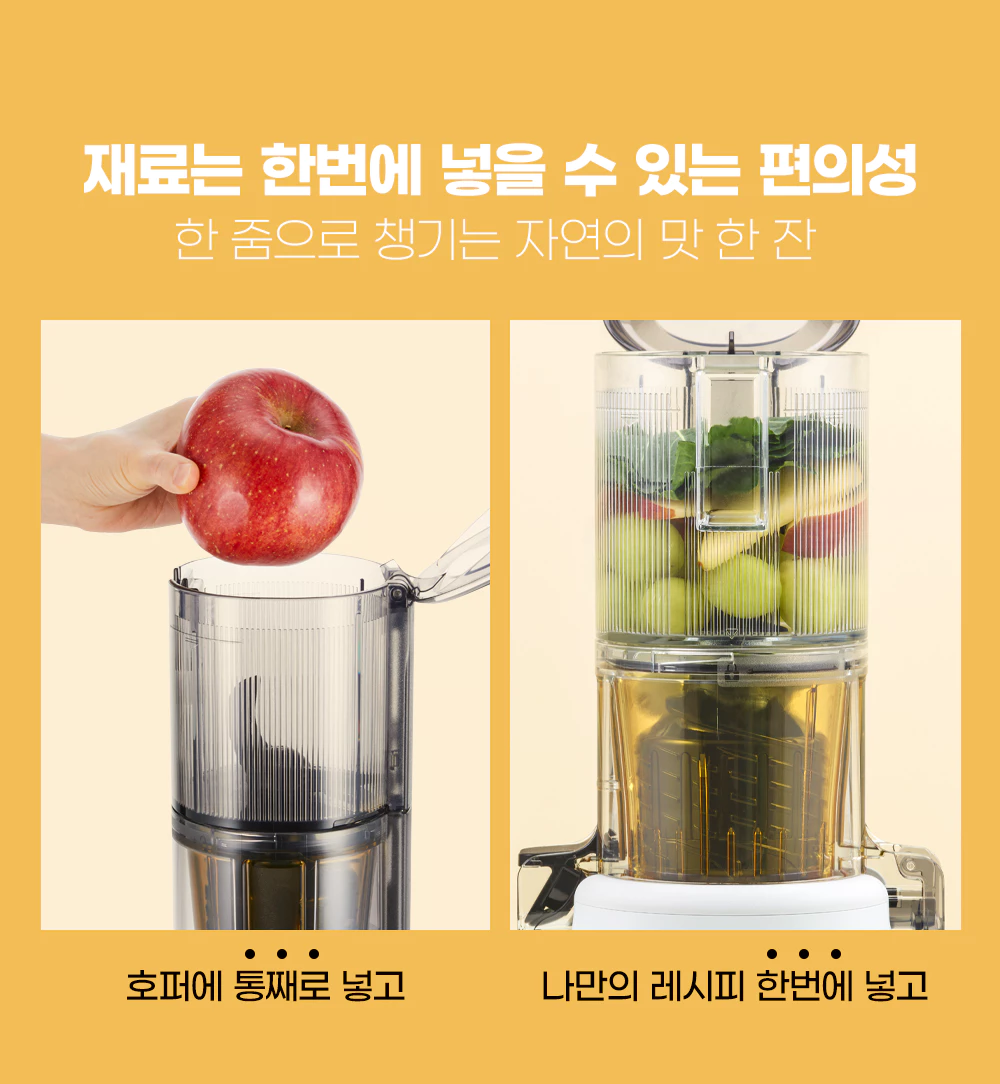 재료는 한번에 넣을 수 있는 편의성
한 줌으로 챙기는 자연의 맛 한 잔
호퍼에 통째로 넣고
나만의 레시피 한번에 넣고